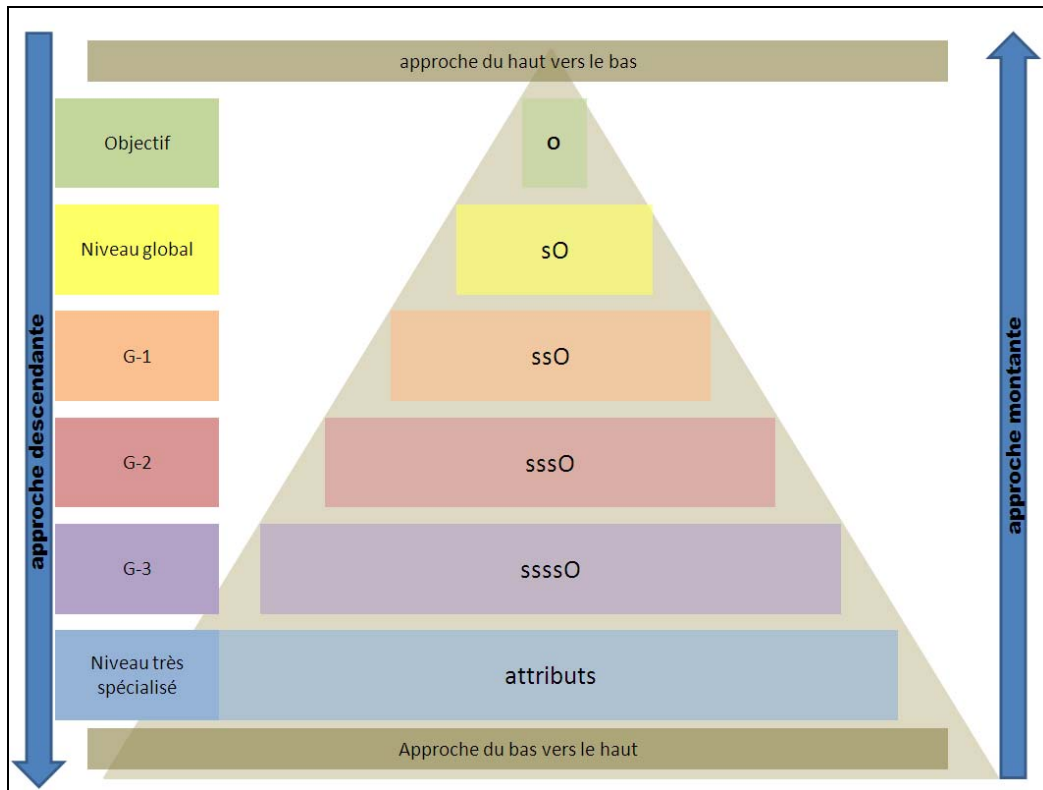 approche du haut vers le bas
Objectif
o
Niveau global
sO
G-1
ssO
G-2
sssO
G-3
ssssO
Niveau très
spécialisé
attributs
Approche du bas vers le haut
approche descendante
approche montante